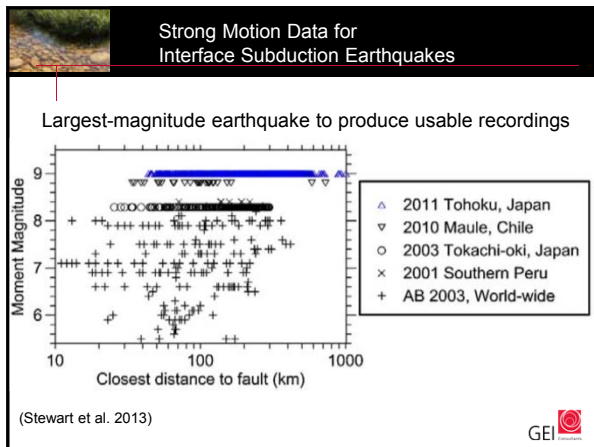 Strong Motion Data for
Interface Subduction Earthquakes
Largest-magnitude earthquake to produce usable recordings
Moment Magnitude
9
8
7
6
10
100
1000
Closest distance to fault (km)
2011 Tohoku, Japan
2010 Maule, Chile
2003 Tokachi-oki, Japan
2001 Southern Peru
AB 2003, World-wide
(Stewart et al. 2013)
GEI Consultants